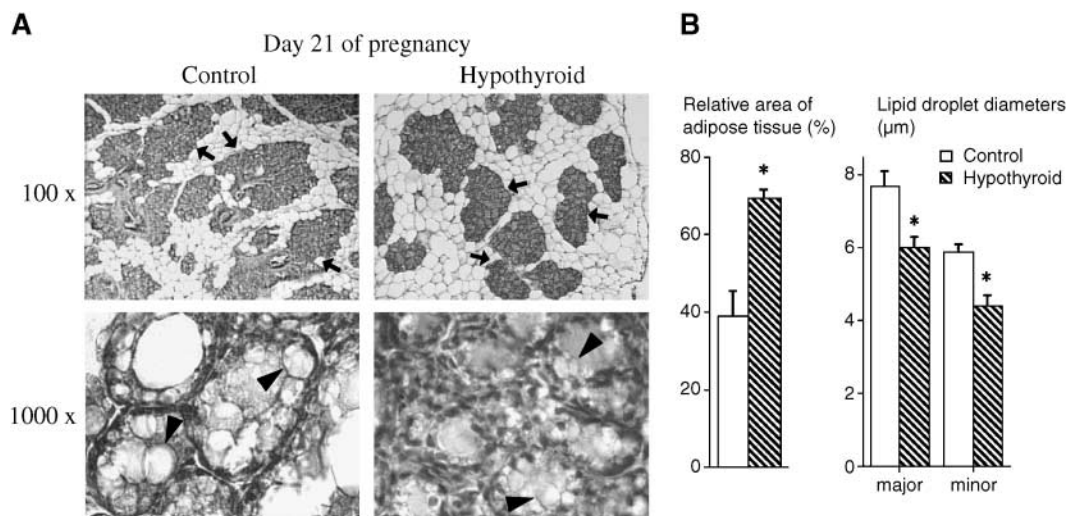 A
Day 21 of pregnancy
Control
Hypothyroid
100 x
1000 x
B
Relative area of
adipose tissue (%)
80
60
40
20
0
*
Lipid droplet diameters
(µm)
Control
Hypothyroid
8
6
4
2
0
*
*
major
minor